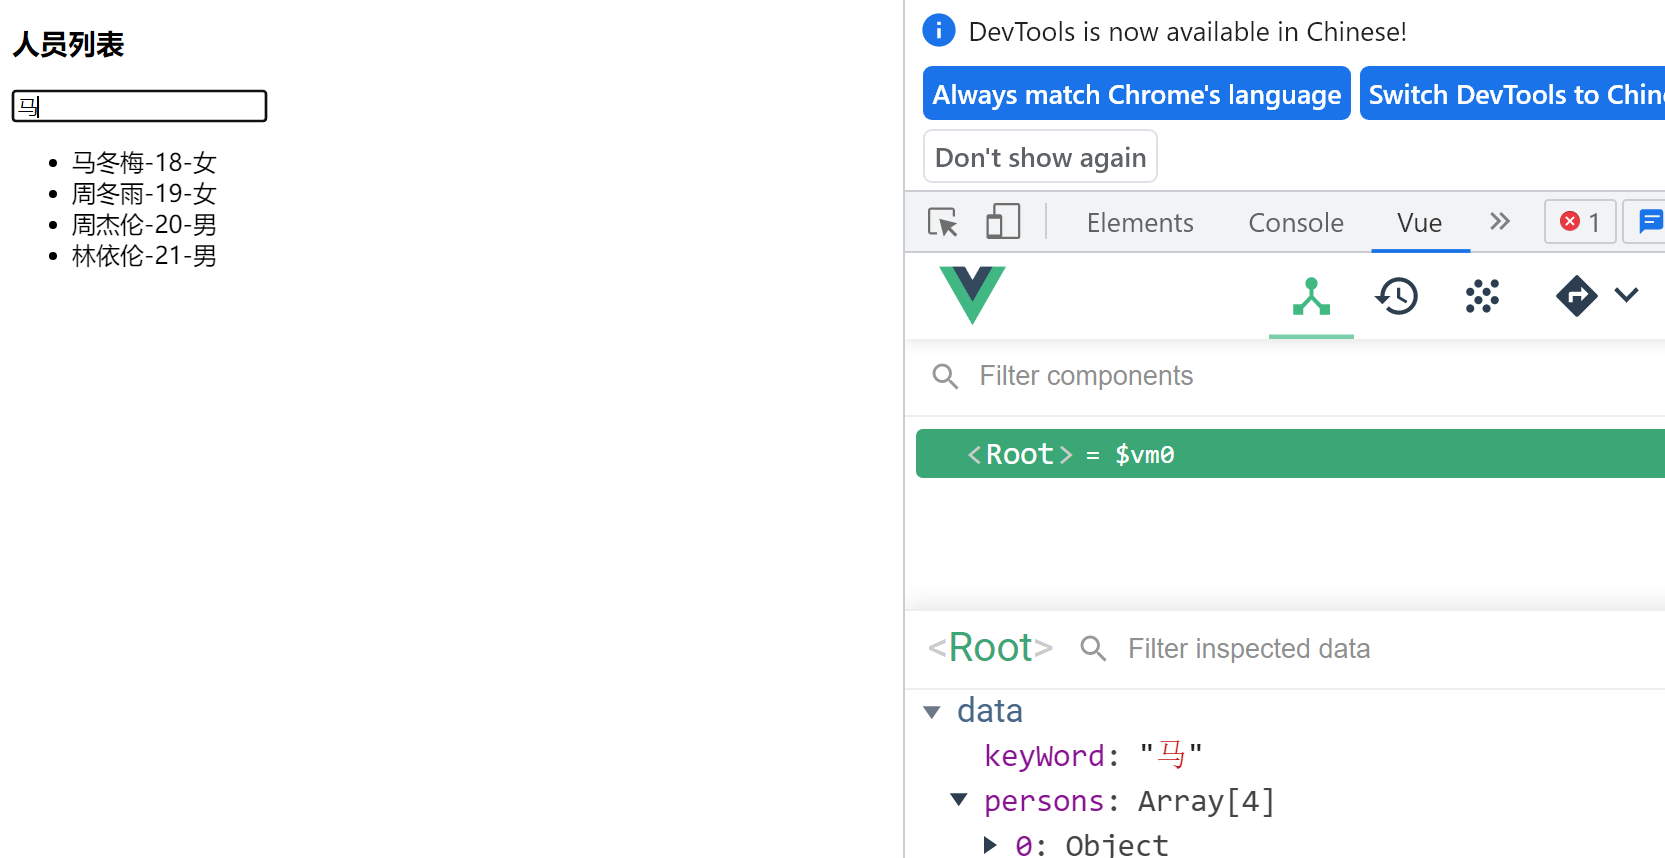 人员列表
马
马冬梅-18-女
周冬雨-19-女
周杰伦-20-男
林依伦-21-男
DevTools is now available in Chinese!
Always match Chrome's language
Switch DevTools to Chin
Don't show again
Elements Console Vue 1
Filter components
<Root> = $vm0
<Root> Filter inspected data
data
keyWord: "马"
persons: Array[4]
0: Object